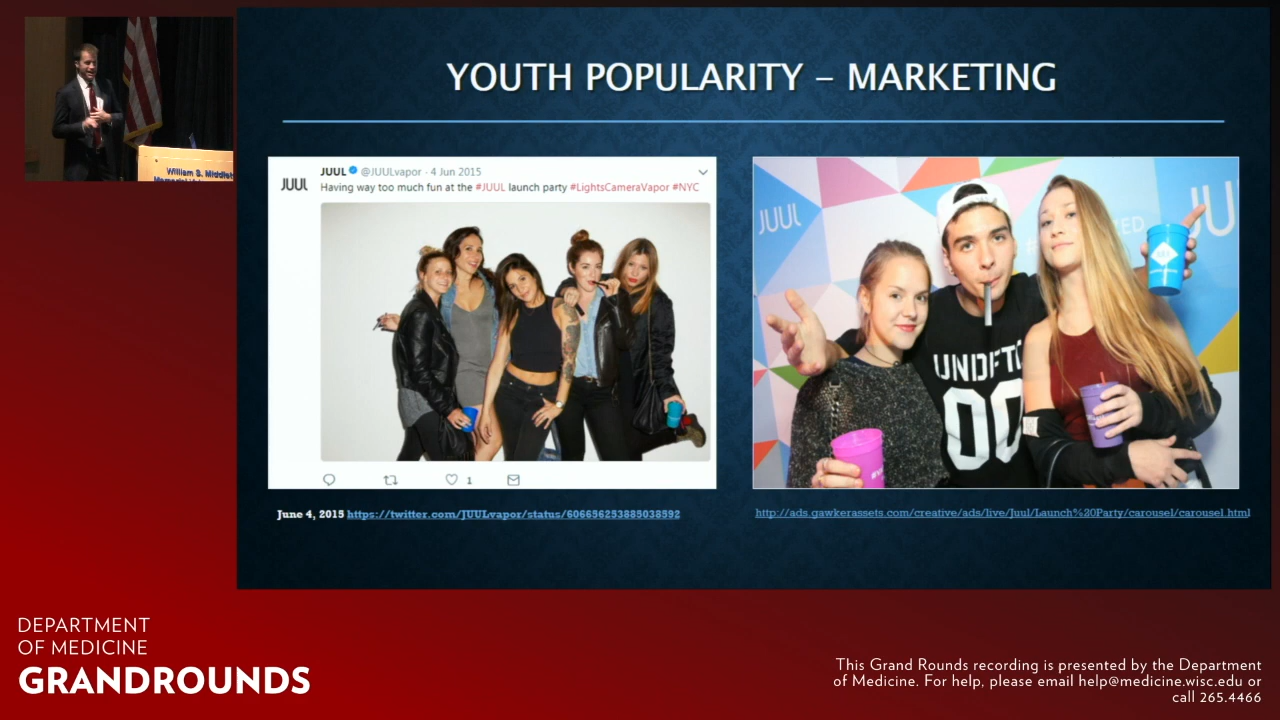 YOUTH POPULARITY – MARKETING
William S. Middle
JUUL @JUULvapor · 4 Jun 2015
JUUL
Having way too much fun at the #JUUL launch party #LightsCameraVapor #NYC
1
JUUL
JU
UNDFTD
00
June 4, 2015 https://twitter.com/JUULvapor/status/606656253885038592
http://ads.gawkerassets.com/creative/ads/live/Juul/Launch%20Party/carousel/carousel.html
DEPARTMENT
OF MEDICINE
GRANDROUNDS
This Grand Rounds recording is presented by the Department
of Medicine. For help, please email help@medicine.wisc.edu or
call 265.4466